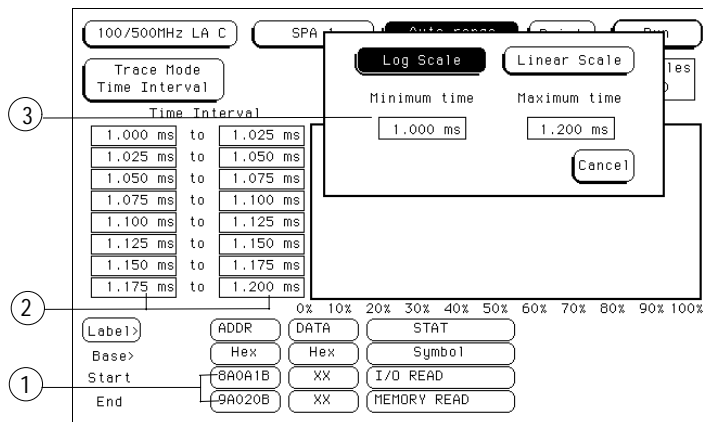 100/500MHz LA C
SPA
Auto range
Run
Trace Mode
Time Interval
les
Log Scale
Linear Scale
Minimum time
Maximum time
1.000 ms
1.200 ms
Cancel
3
Time Interval
1.000 ms to 1.025 ms
1.025 ms to 1.050 ms
1.050 ms to 1.075 ms
1.075 ms to 1.100 ms
1.100 ms to 1.125 ms
1.125 ms to 1.150 ms
1.150 ms to 1.175 ms
1.175 ms to 1.200 ms
2
0% 10% 20% 30% 40% 50% 60% 70% 80% 90% 100%
Label> ADDR DATA STAT
Base> Hex Hex Symbol
1
Start 8A0A1B XX I/O READ
End 9A020B XX MEMORY READ